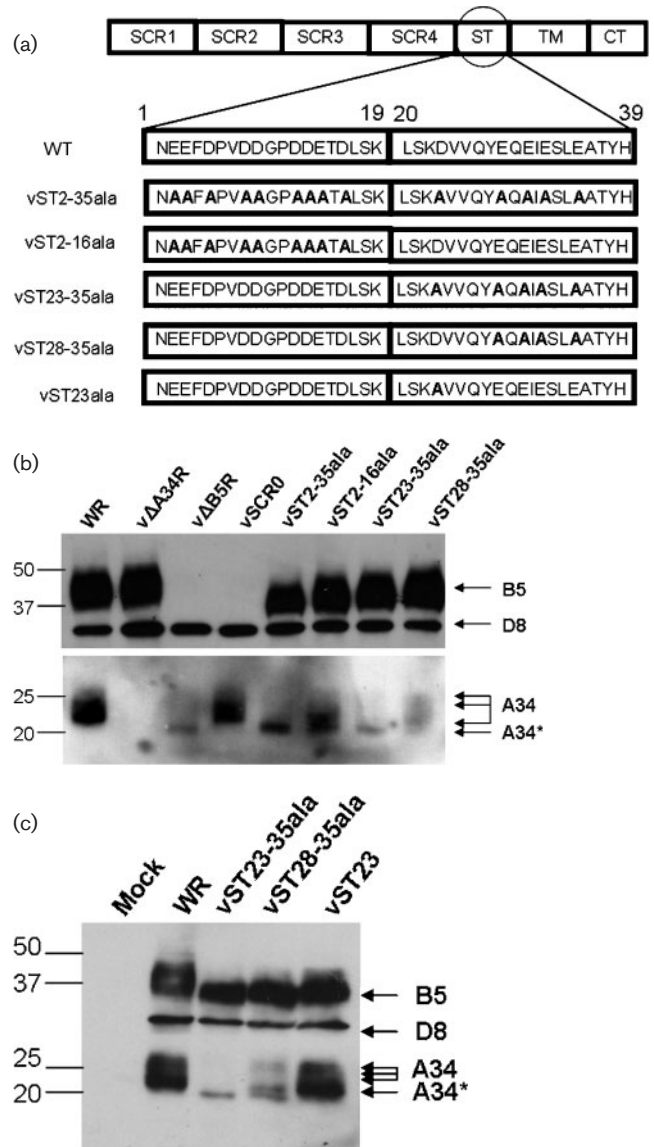 (a)
SCR1 SCR2 SCR3 SCR4 ST TM CT
1 19 20 39
WT NEEFDPVDDGPDDETDLSK LSKDVVQYEQEIESLEATYH
vST2-35ala NAAFAPVAAGPAAATALSK LSKAVVQYAQAIASLAATYH
vST2-16ala NAAFAPVAAGPAAATALSK LSKDVVQYEQEIESLEATYH
vST23-35ala NEEFDPVDDGPDDETDLSK LSKAVVQYAQAIASLAATYH
vST28-35ala NEEFDPVDDGPDDETDLSK LSKDVVQYAQAIASLAATYH
vST23ala NEEFDPVDDGPDDETDLSK LSKAVVQYEQEIESLEATYH
(b)
WR vΔA34R vΔB5R vSCR0 vST2-35ala vST2-16ala vST23-35ala vST28-35ala
50
B5
37
D8
25
A34
20
A34*
(c)
Mock WR vST23-35ala vST28-35ala vST23
50
37
B5
D8
25
A34
20
A34*